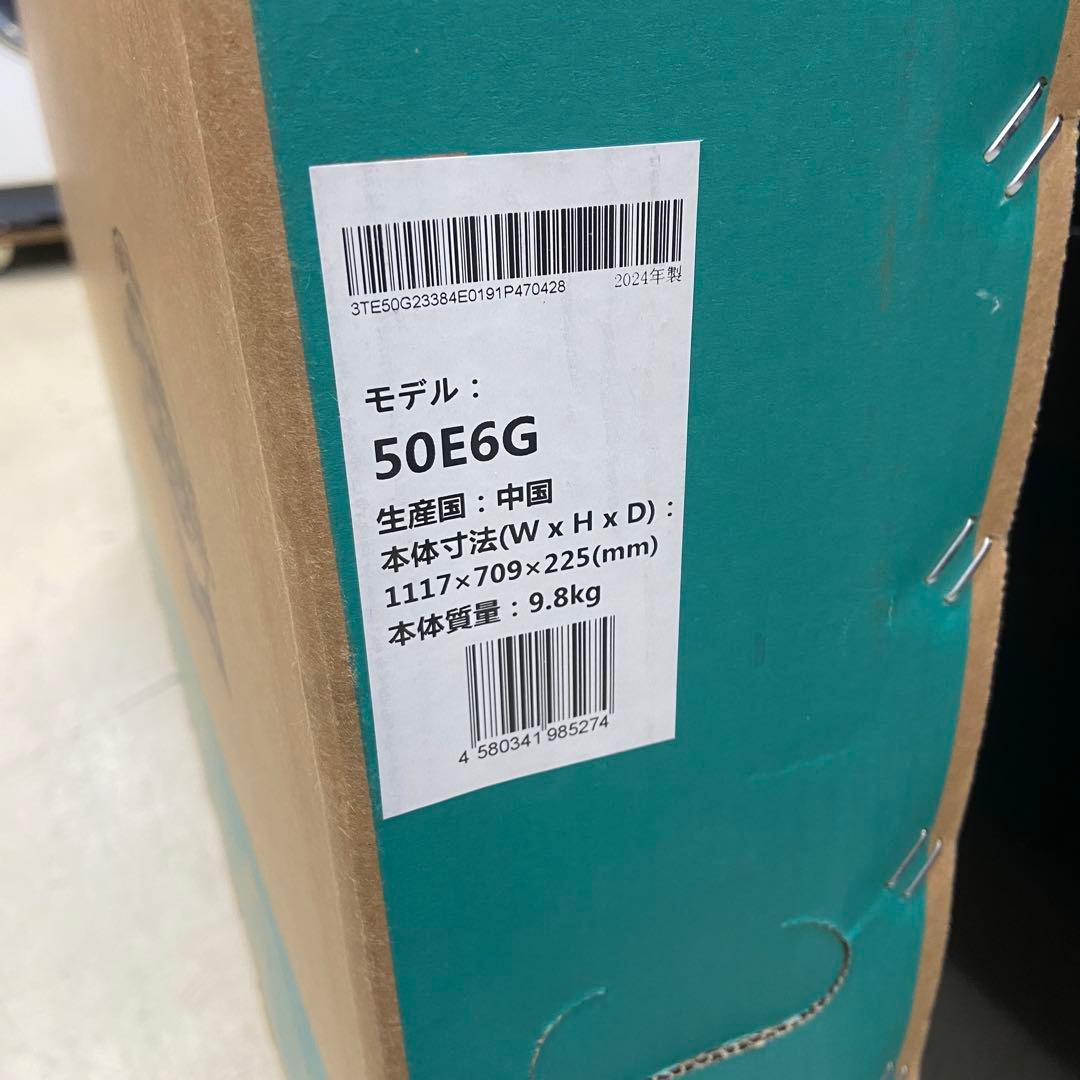 3TE50G23384E0191P470428 2024年製
モデル：
50E6G
生産国：中国
本体寸法(W x H x D)：
1117×709×225(mm)
本体質量：9.8kg
4 580341 985274